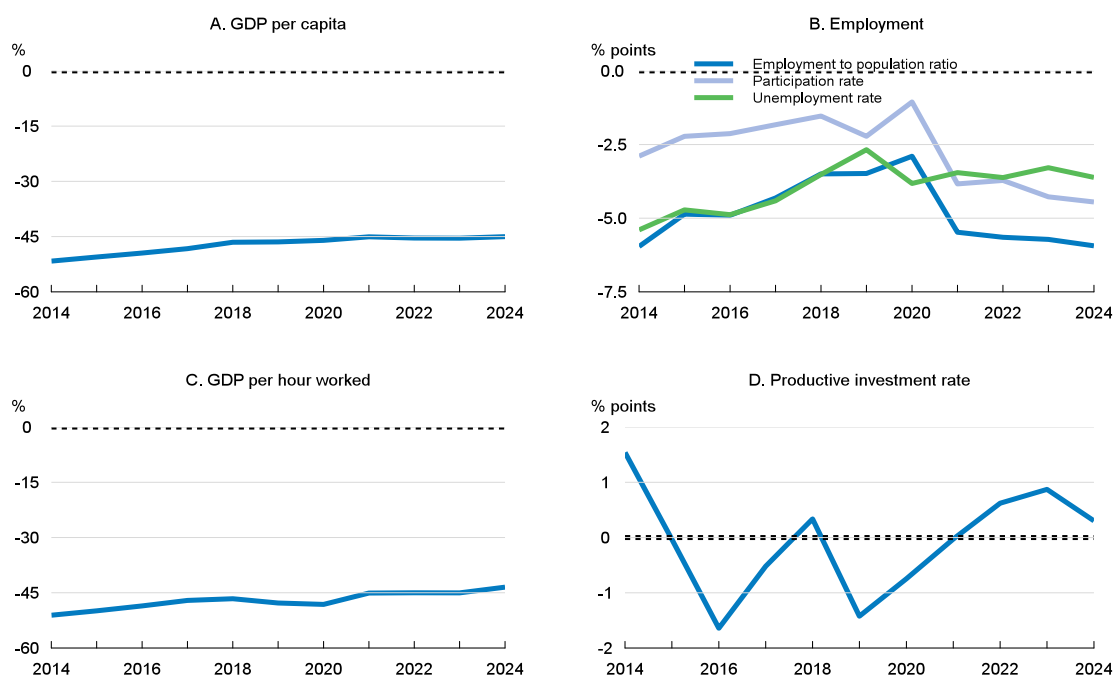 A. GDP per capita
%
0
-15
-30
-45
-60
2014 2016 2018 2020 2022 2024
B. Employment
% points
0.0
Employment to population ratio
Participation rate
Unemployment rate
-2.5
-5.0
-7.5
2014 2016 2018 2020 2022 2024
C. GDP per hour worked
%
0
-15
-30
-45
-60
2014 2016 2018 2020 2022 2024
D. Productive investment rate
% points
2
1
0
-1
-2
2014 2016 2018 2020 2022 2024